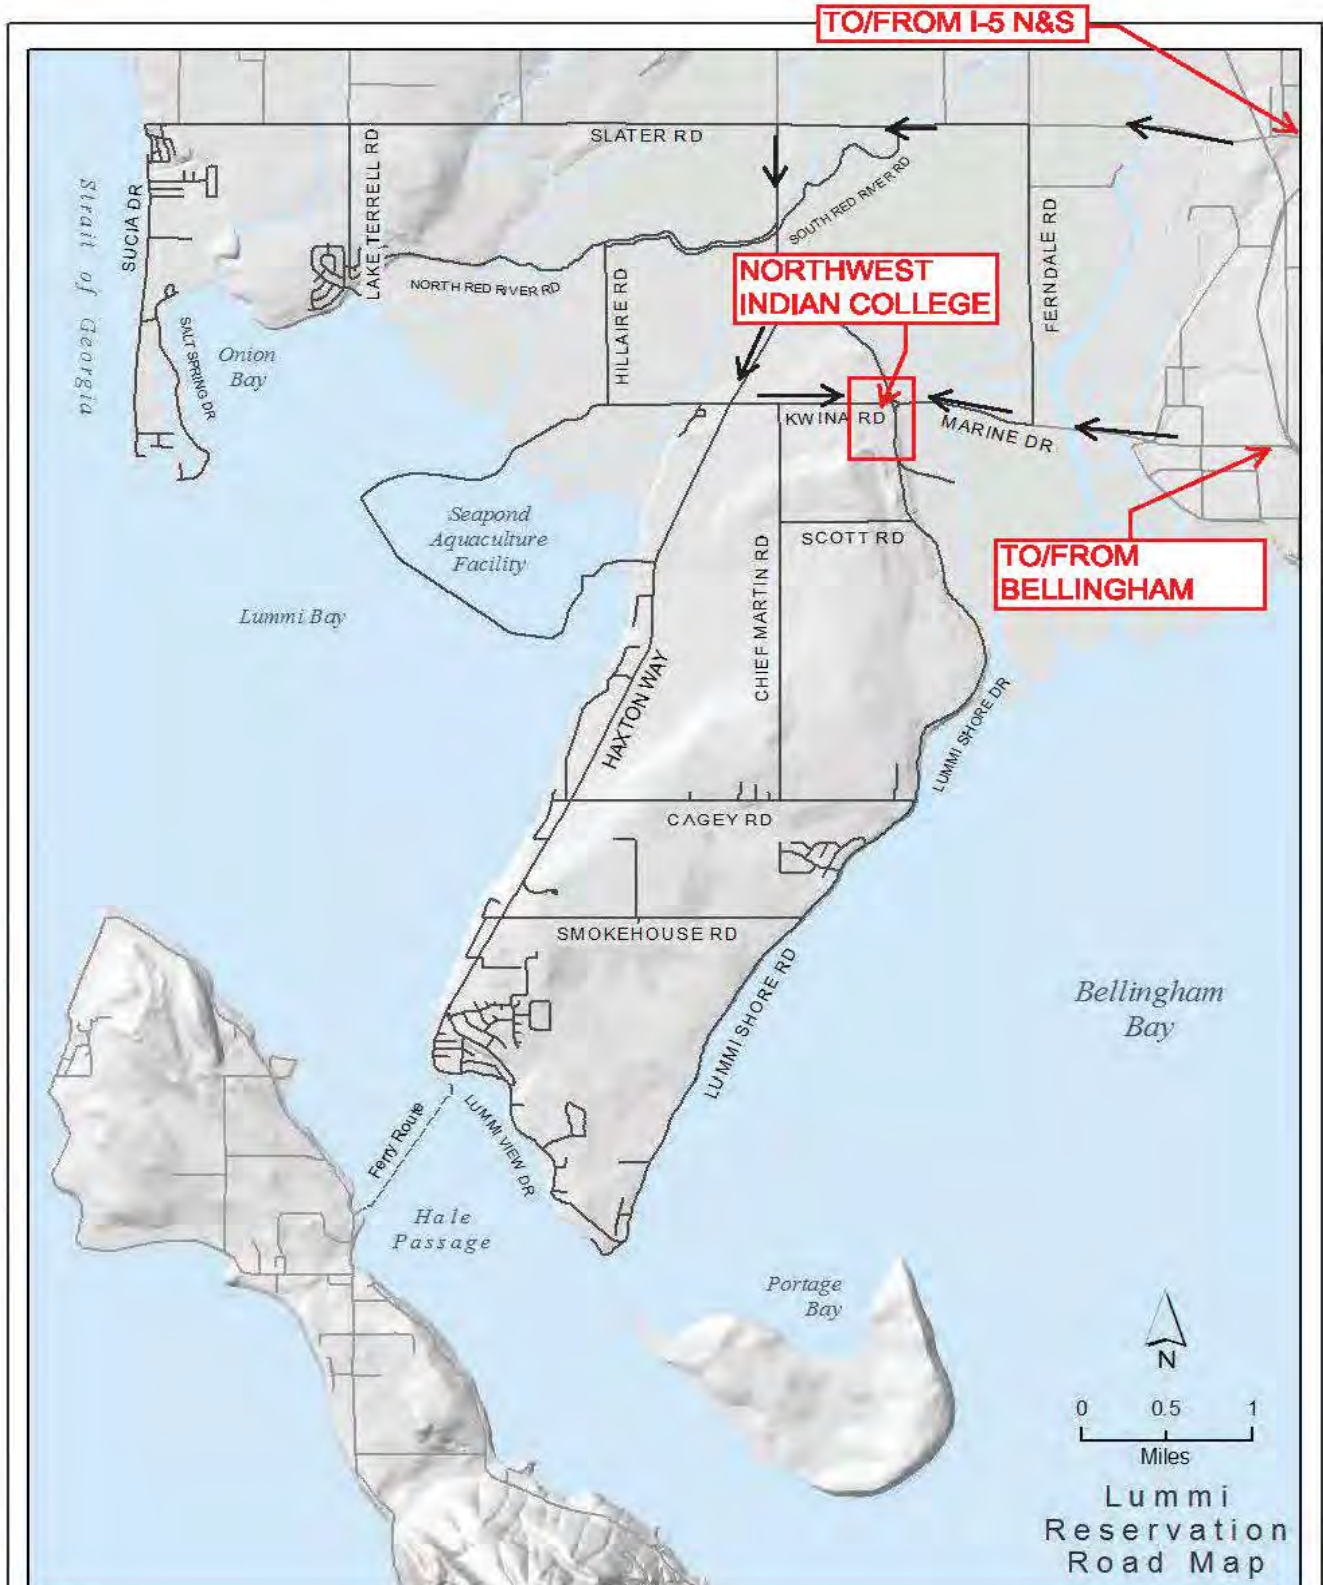 TO/FROM I-5 N&S
SLATER RD
LAKE TERRELL RD
SUCIA DR
Strait of Georgia
SOUTH RED RIVER RD
FERNDALE RD
NORTH RED RIVER RD
HILLAIRE RD
NORTHWEST
INDIAN COLLEGE
SALT SPRING DR
Onion
Bay
KWINA RD
MARINE DR
Seapond
Aquaculture
Facility
SCOTT RD
TO/FROM
BELLINGHAM
Lummi Bay
CHIEF MARTIN RD
HAXTON WAY
LUMMI SHORE DR
CAGEY RD
SMOKEHOUSE RD
LUMMI SHORE RD
Bellingham
Bay
Ferry Route
LUMMI VIEW DR
Hale
Passage
Portage
Bay
N
0 0.5 1
Miles
Lummi
Reservation
Road Map